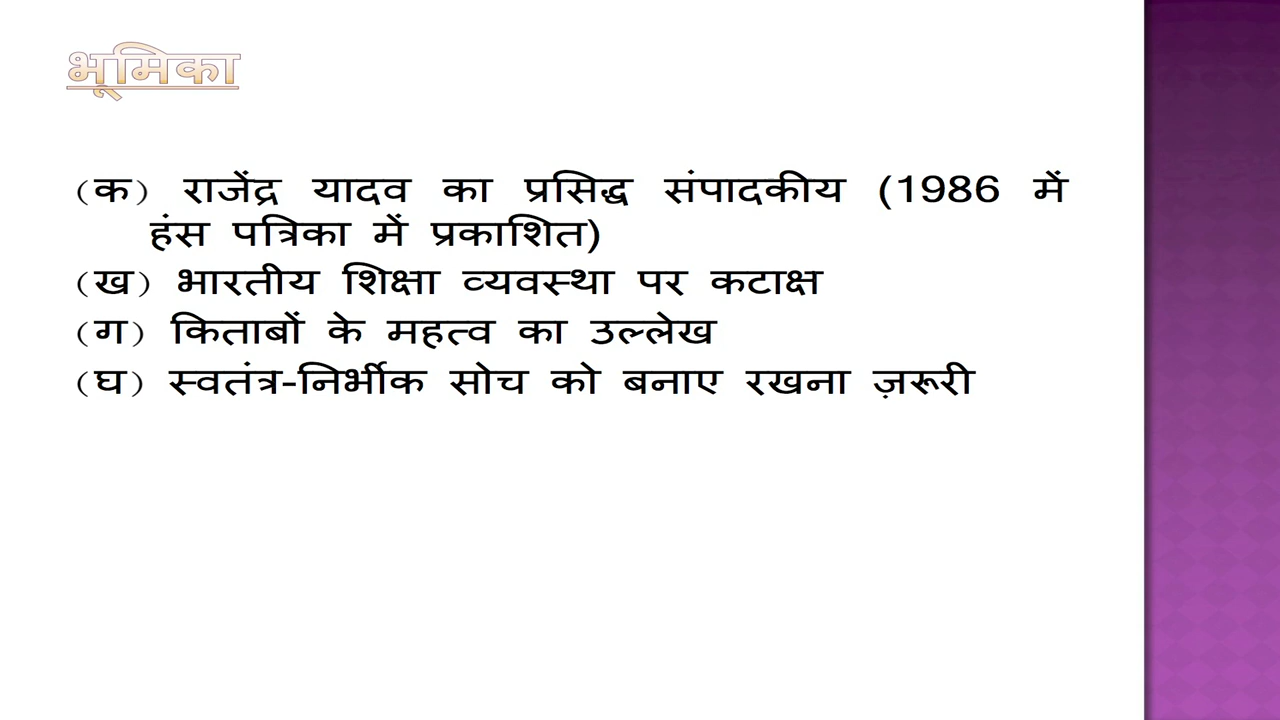 भूमिका
(क) राजेंद्र यादव का प्रसिद्ध संपादकीय (1986 में
हंस पत्रिका में प्रकाशित)
(ख) भारतीय शिक्षा व्यवस्था पर कटाक्ष
(ग) किताबों के महत्व का उल्लेख
(घ) स्वतंत्र-निर्भीक सोच को बनाए रखना ज़रूरी